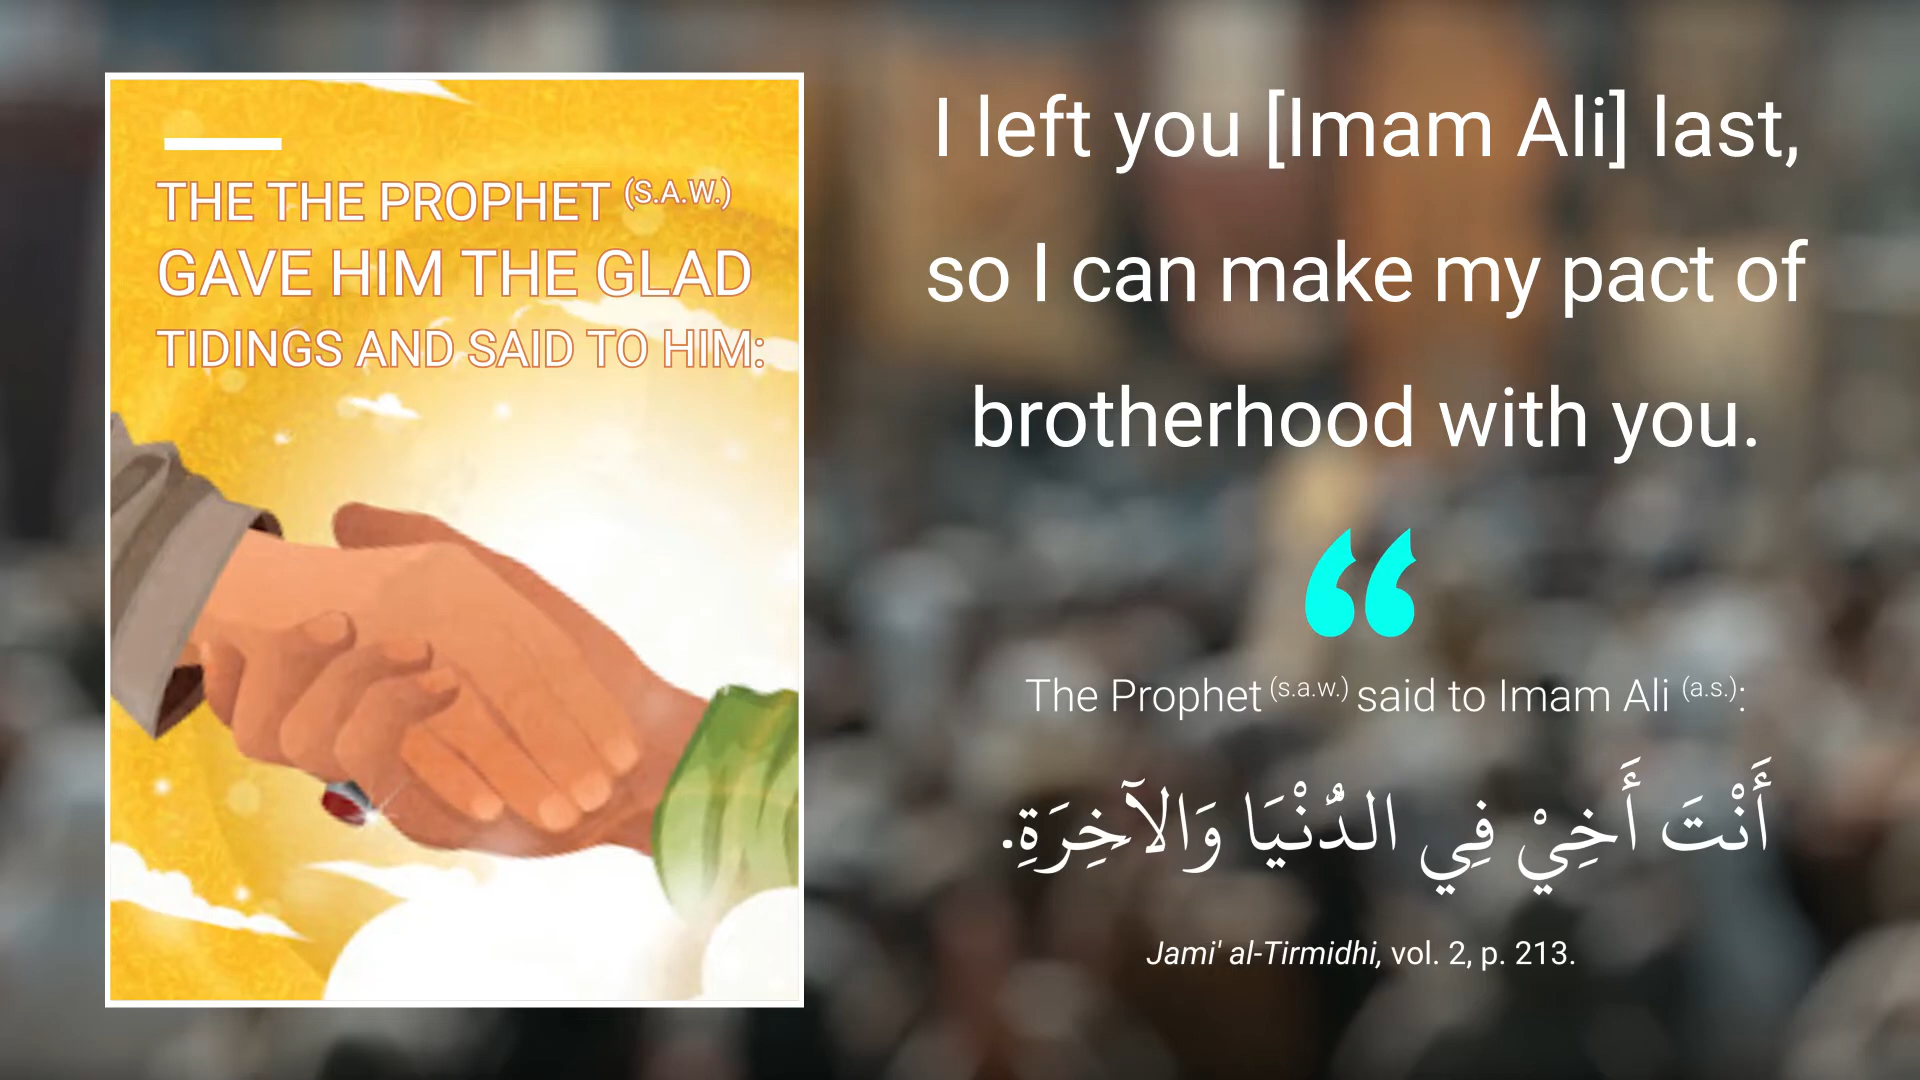 THE THE PROPHET (S.A.W.)
GAVE HIM THE GLAD
TIDINGS AND SAID TO HIM:
I left you [Imam Ali] last,
so I can make my pact of
brotherhood with you.
“
The Prophet (s.a.w.) said to Imam Ali (a.s.):
أَنْتَ أَخِيْ فِي الدُّنْيَا وَالآخِرَةِ.
Jami' al-Tirmidhi, vol. 2, p. 213.